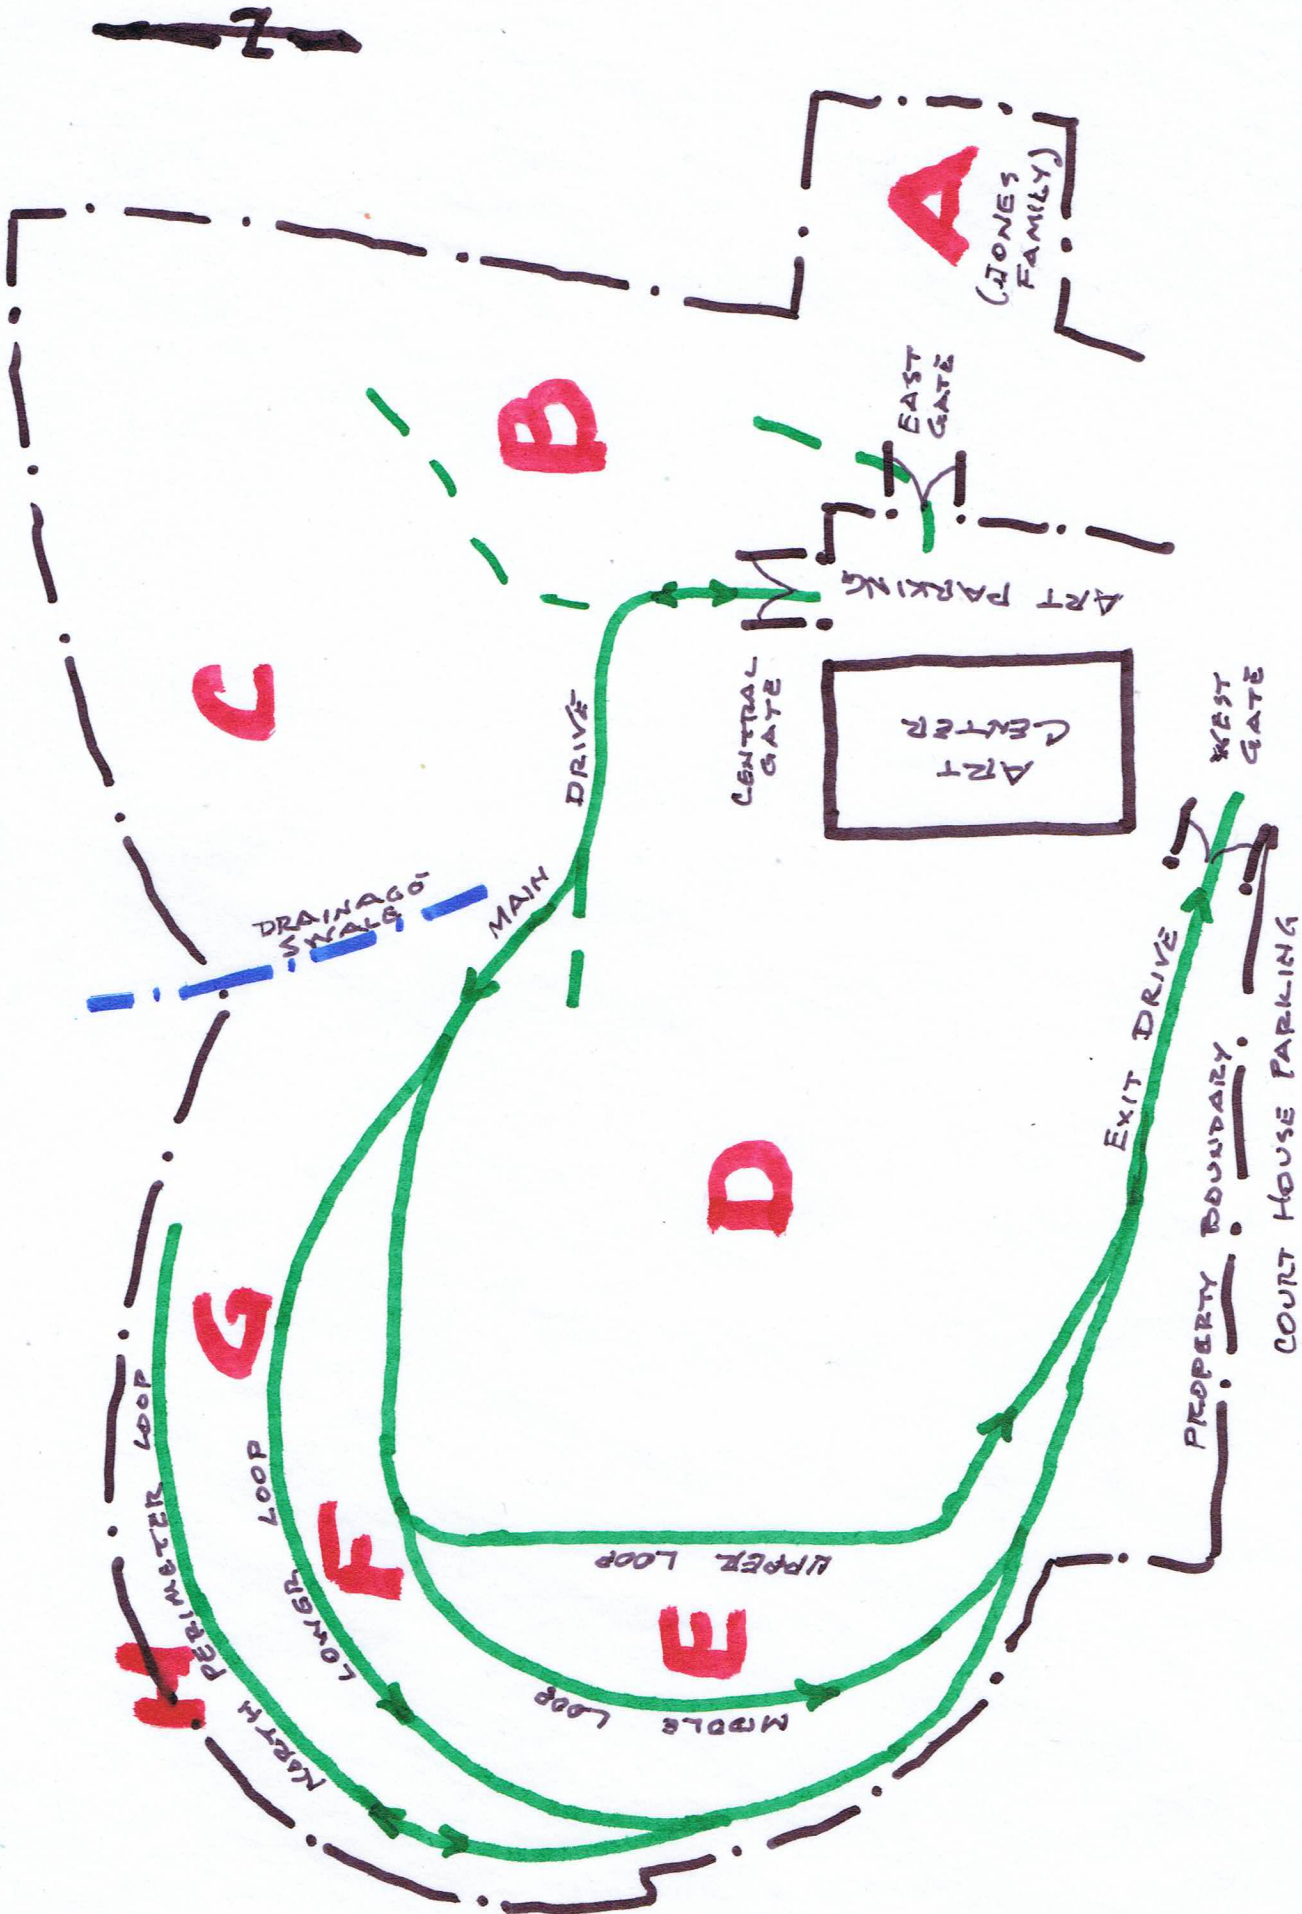 N
A
(JONES
FAMILY)
B
EAST
GATE
C
ART PARKING
CENTRAL
GATE
ART
CENTER
WEST
GATE
MAIN DRIVE
DRAINAGE
SWALE
D
EXIT DRIVE
PROPERTY BOUNDARY
COURT HOUSE PARKING
G
F
E
H
UPPER LOOP
MIDDLE LOOP
LOWER LOOP
NORTH PERIMETER LOOP